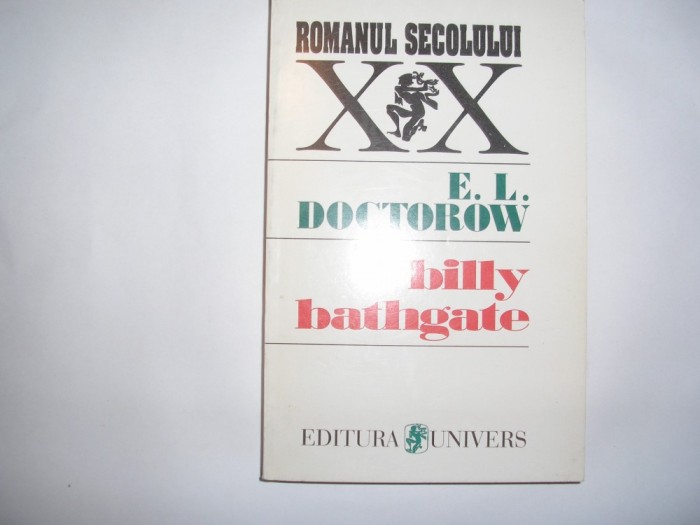 ROMANUL SECOLULUI
XX
E. L.
DOCTOROW
billy
bathgate
EDITURA UNIVERS